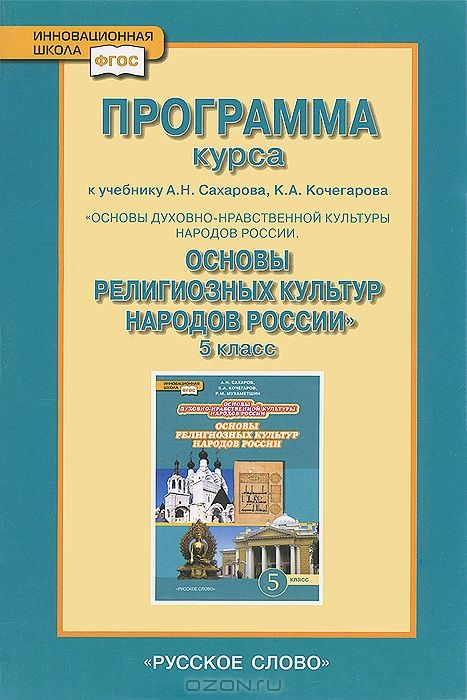 ИННОВАЦИОННАЯ
ШКОЛА
ФГОС
ПРОГРАММА
курса
к учебнику А.Н. Сахарова, К.А. Кочегарова
«ОСНОВЫ ДУХОВНО-НРАВСТВЕННОЙ КУЛЬТУРЫ
НАРОДОВ РОССИИ.
ОСНОВЫ
РЕЛИГИОЗНЫХ КУЛЬТУР
НАРОДОВ РОССИИ»
5 класс
ИННОВАЦИОННАЯ
ШКОЛА
ФГОС
А.Н. САХАРОВ,
К.А. КОЧЕГАРОВ,
Р.М. МУХАМЕТШИН
ОСНОВЫ
ДУХОВНО-НРАВСТВЕННОЙ КУЛЬТУРЫ
НАРОДОВ РОССИИ
ОСНОВЫ
РЕЛИГИОЗНЫХ КУЛЬТУР
НАРОДОВ РОССИИ
5 класс
«РУССКОЕ СЛОВО»
«РУССКОЕ СЛОВО»
OZON.RU